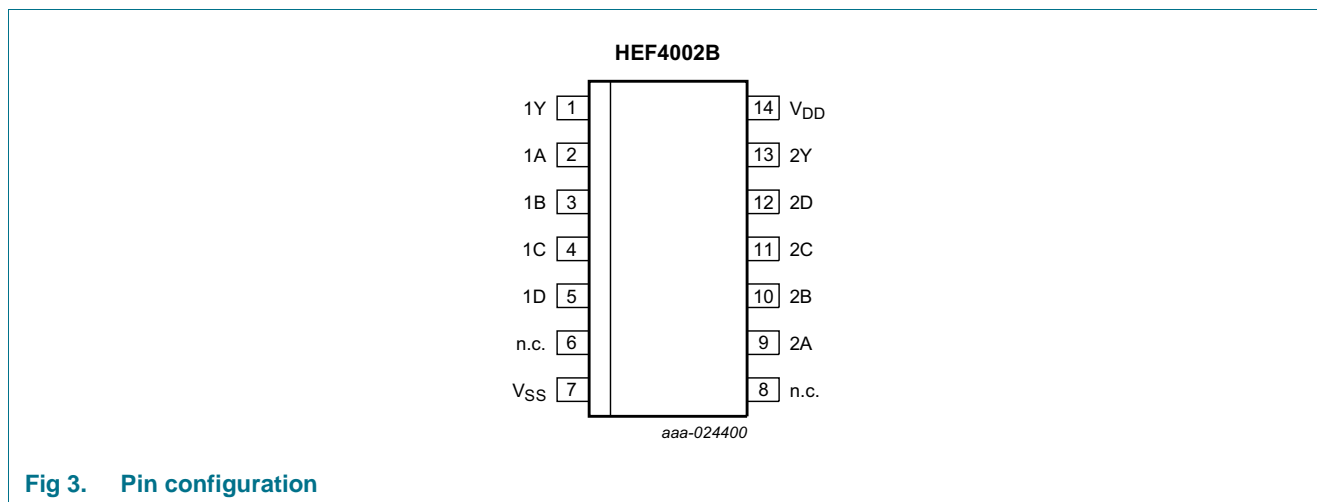 HEF4002B
1Y 1 14 VDD
1A 2 13 2Y
1B 3 12 2D
1C 4 11 2C
1D 5 10 2B
n.c. 6 9 2A
VSS 7 8 n.c.
aaa-024400
Fig 3. Pin configuration